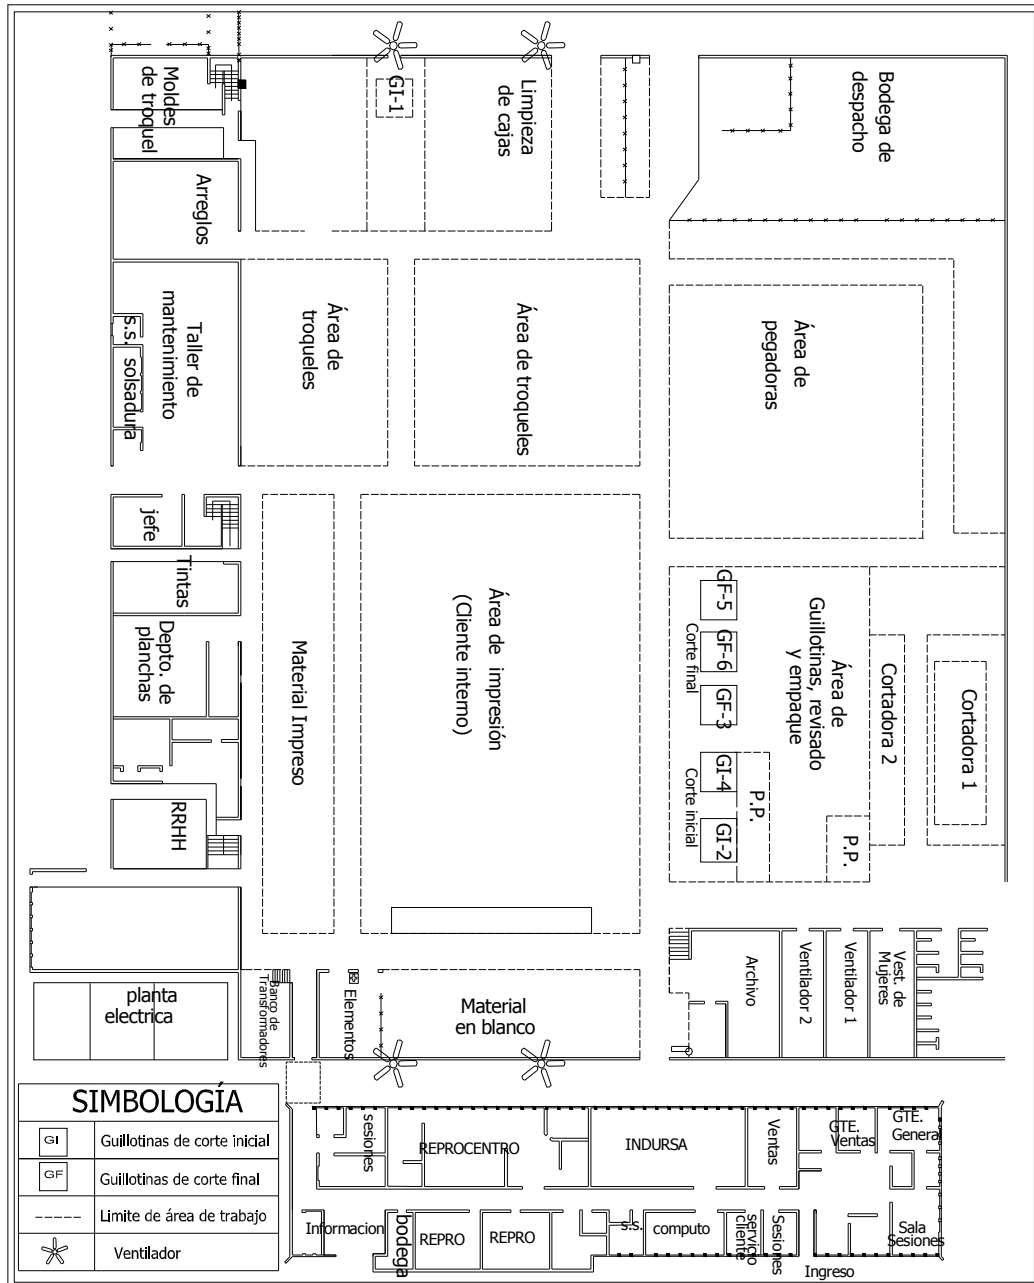 Moldes
de troquel
GI-1
Limpieza
de cajas
Bodega de
despacho
Arreglos
Taller de
mantenimiento
s.s. solsadura
Área de
troqueles
Área de troqueles
Área de
pegadoras
jefe
Tintas
Depto. de
planchas
RRHH
Material Impreso
Área de impresión
(Cliente interno)
GF-5
GF-6
GF-3
Corte final
GI-4
GI-2
Corte inicial
P.P.
P.P.
Área de
Guillotinas, revisado
y empaque
Cortadora 2
Cortadora 1
planta
electrica
Banco de
Transformadores
Elementos
Material
en blanco
Archivo
Ventilador 2
Ventilador 1
Vest. de
Mujeres
SIMBOLOGÍA
GI
Guillotinas de corte inicial
GF
Guillotinas de corte final
Limite de área de trabajo
Ventilador
sesiones
REPROCENTRO
INDURSA
Ventas
GTE.
Ventas
GTE.
Genera
Informacion
bodega
REPRO
REPRO
s.s.
computo
servicio
cliente
Sesiones
Sala
Sesiones
Ingreso